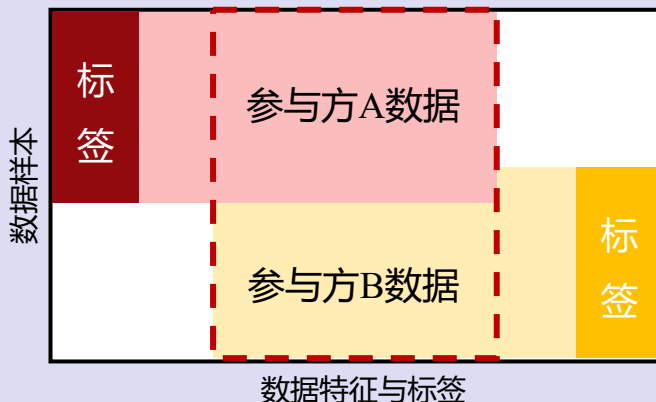 标
签
参与方A数据
数据样本
参与方B数据
标
签
数据特征与标签